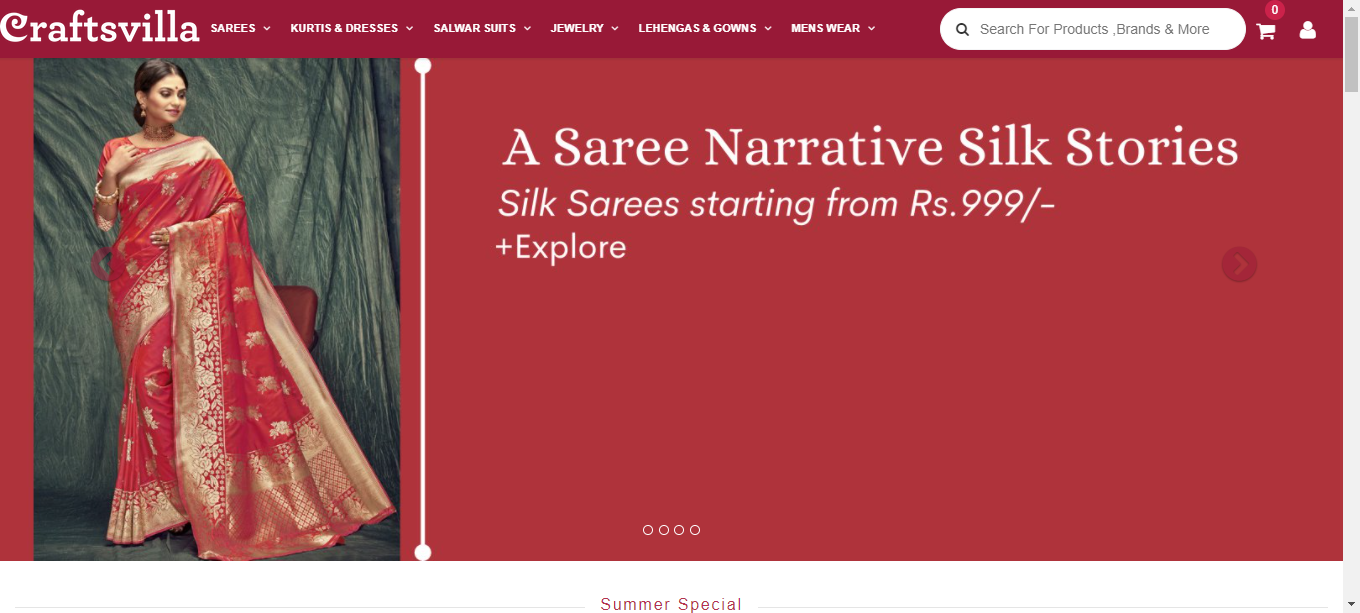 Craftsvilla SAREES KURTIS & DRESSES SALWAR SUITS JEWELRY LEHENGAS & GOWNS MENS WEAR Search For Products ,Brands & More 0
A Saree Narrative Silk Stories
Silk Sarees starting from Rs.999/-
+Explore
Summer Special